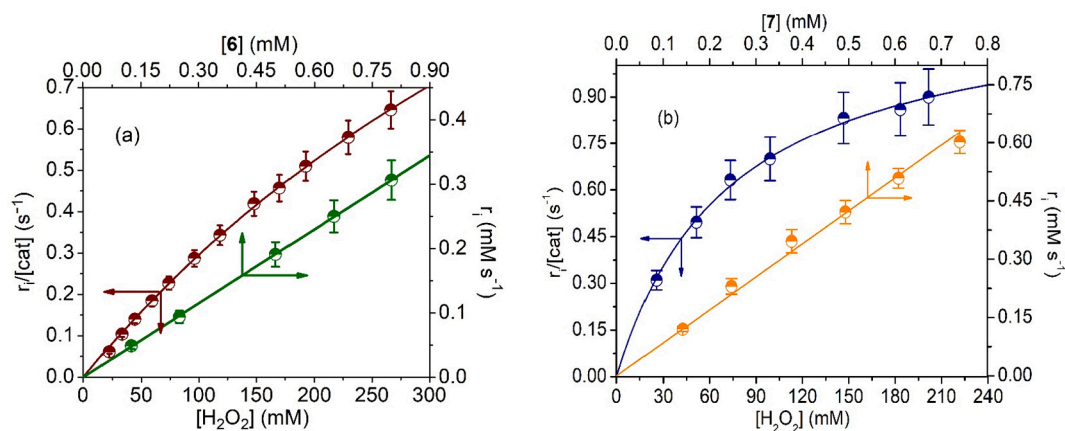 [6] (mM)
0.00 0.15 0.30 0.45 0.60 0.75 0.90
0.7
0.6
0.5
0.4
0.3
0.2
0.1
0.0
rᵢ/[cat] (s⁻¹)
(a)
0.4
0.3
0.2
0.1
0.0
rᵢ (mM s⁻¹)
0 50 100 150 200 250 300
[H₂O₂] (mM)
[7] (mM)
0.0 0.1 0.2 0.3 0.4 0.5 0.6 0.7 0.8
0.90
0.75
0.60
0.45
0.30
0.15
0.00
rᵢ/[cat] (s⁻¹)
(b)
0.75
0.60
0.45
0.30
0.15
0.00
rᵢ (mM s⁻¹)
0 30 60 90 120 150 180 210 240
[H₂O₂] (mM)